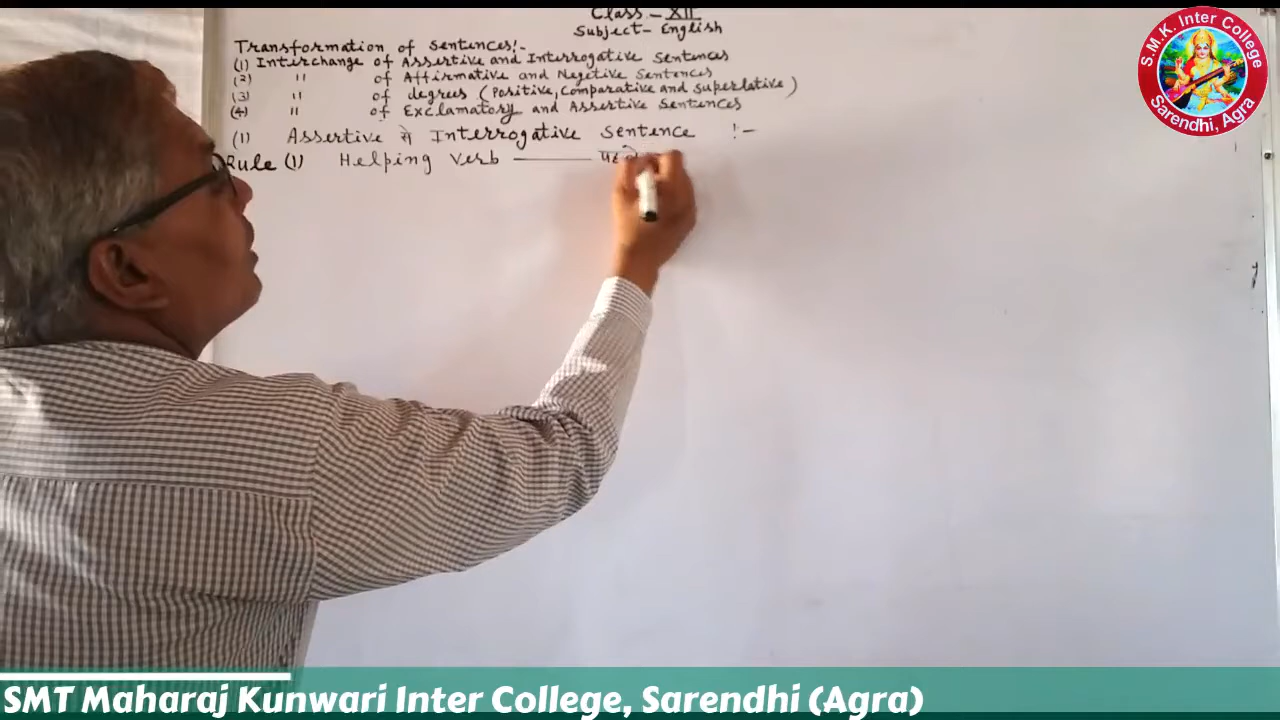 Class - XII
Subject- English
Transformation of Sentences:-
(1) Interchange of Assertive and Interrogative Sentences
(2) " of Affirmative and Negetive Sentences
(3) " of degrees (Positive, Comparative and superlative)
(4) " of Exclamatory and Assertive Sentences
(1) Assertive से Interrogative Sentence :-
Rule (1) Helping Verb
S.M.K. Inter College
Sarendhi, Agra
SMT Maharaj Kunwari Inter College, Sarendhi (Agra)